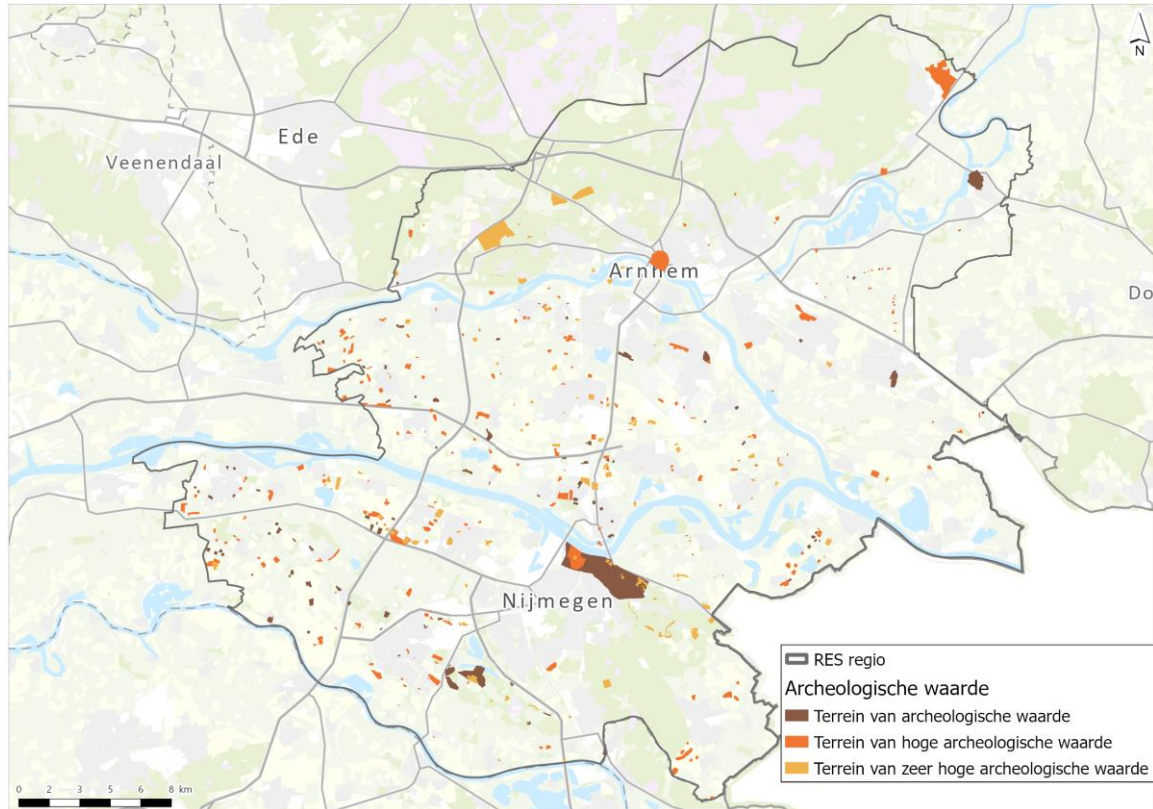 N
Ede
Veenendaal
Arnhem
Do
Nijmegen
RES regio
Archeologische waarde
Terrein van archeologische waarde
Terrein van hoge archeologische waarde
Terrein van zeer hoge archeologische waarde
0 2 3 5 6 8 km